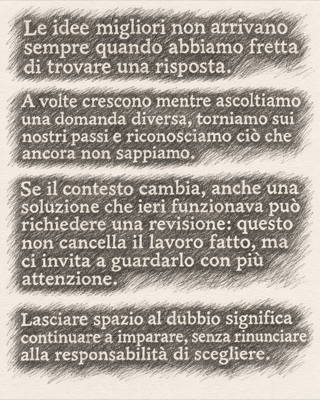 Le idee migliori non arrivano
sempre quando abbiamo fretta
di trovare una risposta.
A volte crescono mentre ascoltiamo
una domanda diversa, torniamo sui
nostri passi e riconosciamo ciò che
ancora non sappiamo.
Se il contesto cambia, anche una
soluzione che ieri funzionava può
richiedere una revisione: questo
non cancella il lavoro fatto, ma
ci invita a guardarlo con più
attenzione.
Lasciare spazio al dubbio significa
continuare a imparare, senza rinunciare
alla responsabilità di scegliere.